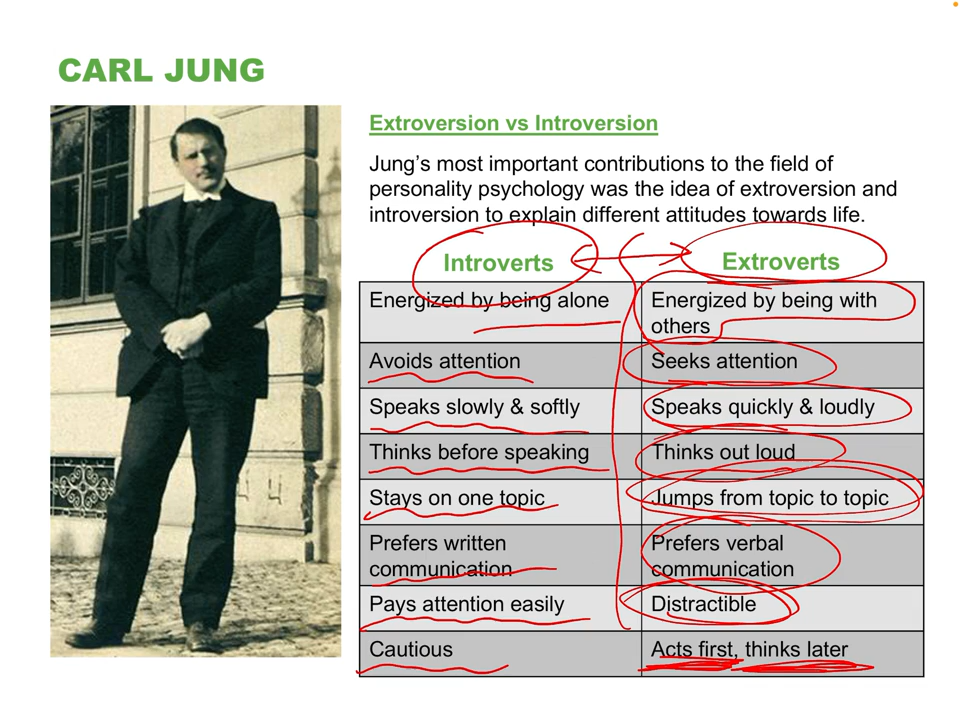 CARL JUNG
Extroversion vs Introversion
Jung's most important contributions to the field of
personality psychology was the idea of extroversion and
introversion to explain different attitudes towards life.
Introverts Extroverts
Energized by being alone Energized by being with
others
Avoids attention Seeks attention
Speaks slowly & softly Speaks quickly & loudly
Thinks before speaking Thinks out loud
Stays on one topic Jumps from topic to topic
Prefers written Prefers verbal
communication communication
Pays attention easily Distractible
Cautious Acts first, thinks later